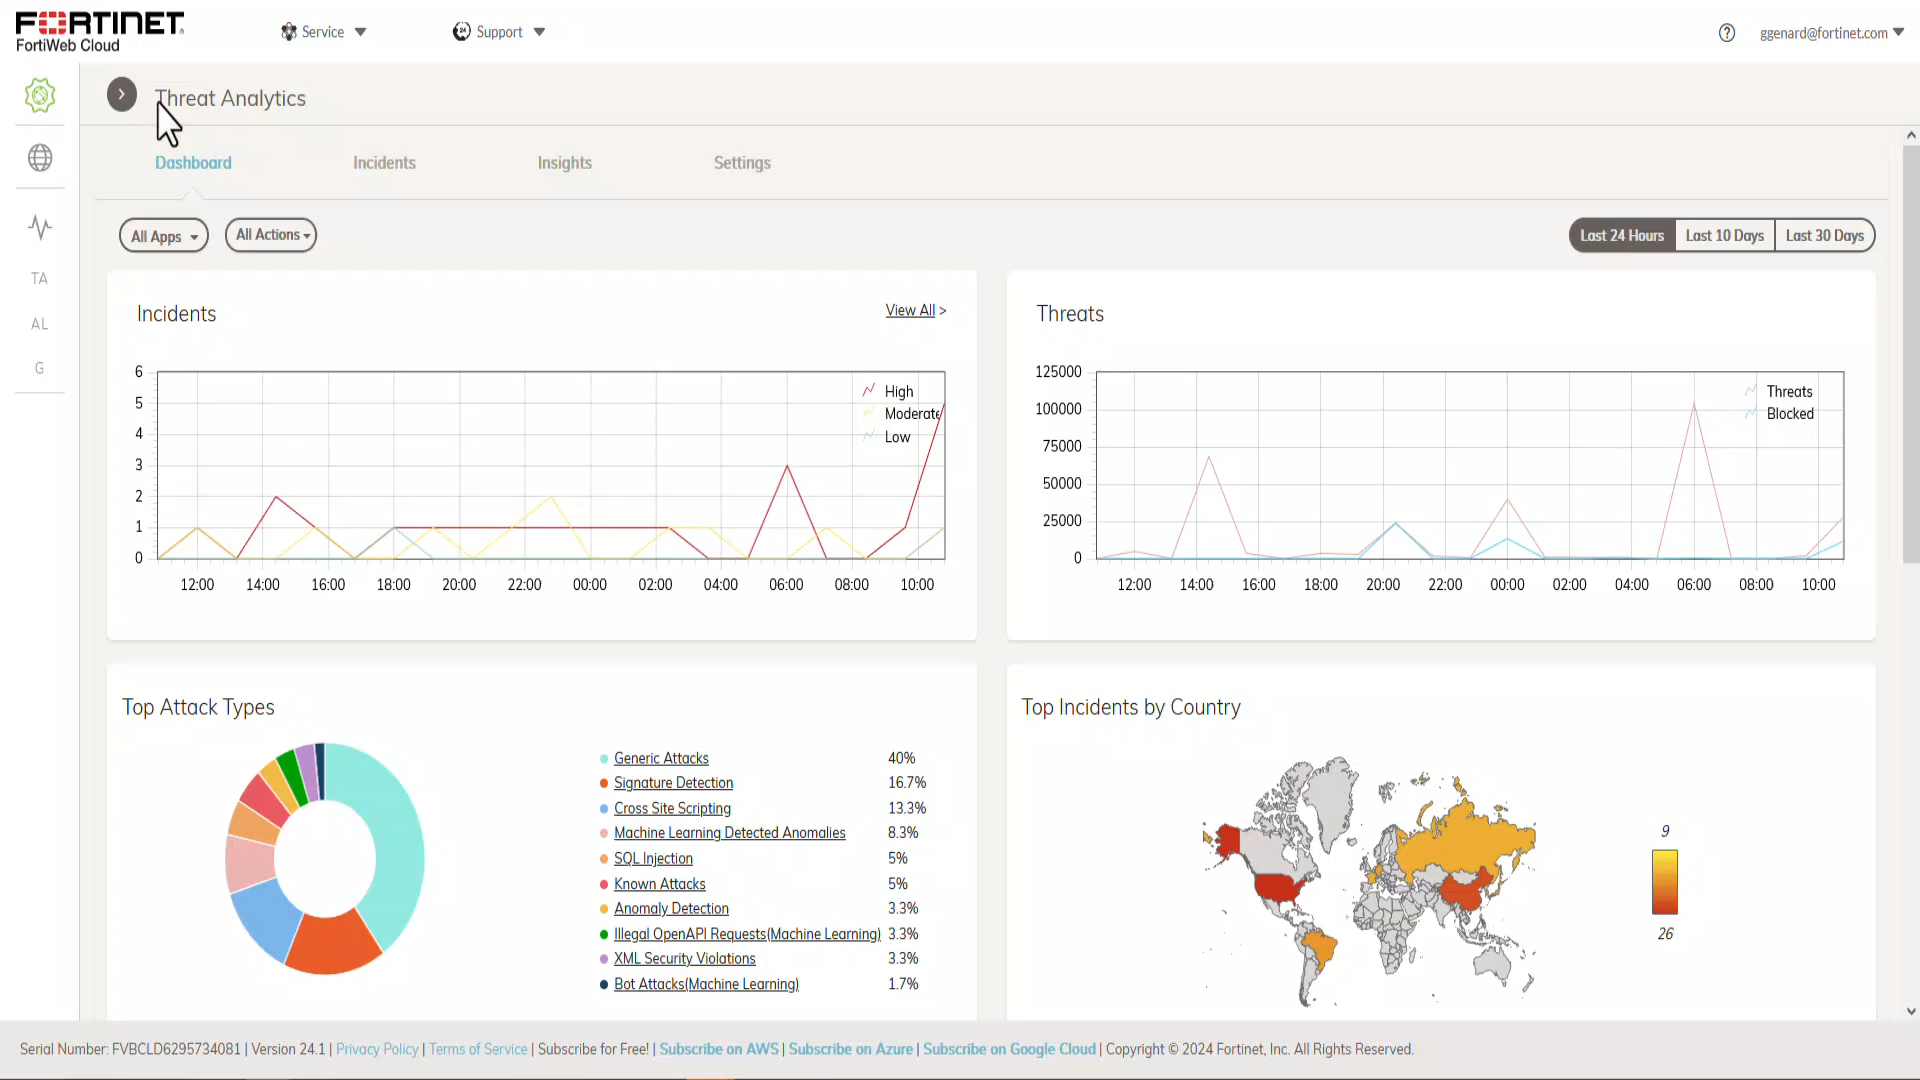 FORTINET
FortiWeb Cloud
Service
Support
?
ggenard@fortinet.com
Threat Analytics
Dashboard
Incidents
Insights
Settings
TA
AL
G
All Apps
All Actions
Last 24 Hours
Last 10 Days
Last 30 Days
Incidents
View All >
6
5
4
3
2
1
0
High
Moderate
Low
12:00 14:00 16:00 18:00 20:00 22:00 00:00 02:00 04:00 06:00 08:00 10:00
Threats
125000
100000
75000
50000
25000
0
Threats
Blocked
12:00 14:00 16:00 18:00 20:00 22:00 00:00 02:00 04:00 06:00 08:00 10:00
Top Attack Types
Generic Attacks 40%
Signature Detection 16.7%
Cross Site Scripting 13.3%
Machine Learning Detected Anomalies 8.3%
SQL Injection 5%
Known Attacks 5%
Anomaly Detection 3.3%
Illegal OpenAPI Requests(Machine Learning) 3.3%
XML Security Violations 3.3%
Bot Attacks(Machine Learning) 1.7%
Top Incidents by Country
9
26
Serial Number: FVBCLD6295734081 | Version 24.1 | Privacy Policy | Terms of Service | Subscribe for Free! | Subscribe on AWS | Subscribe on Azure | Subscribe on Google Cloud | Copyright © 2024 Fortinet, Inc. All Rights Reserved.